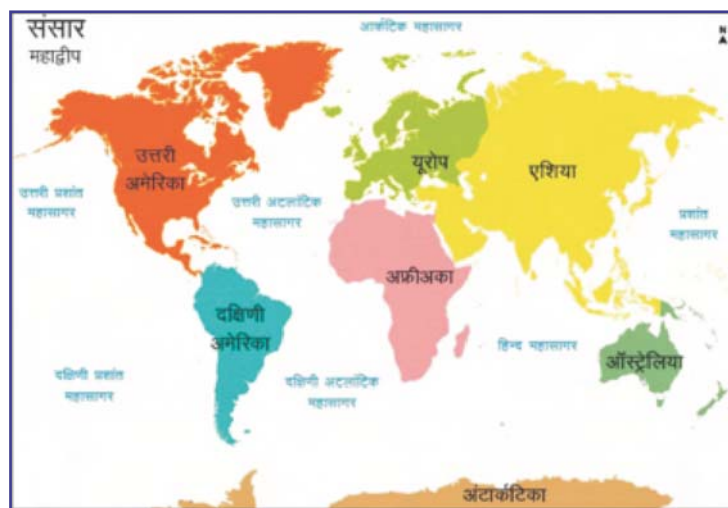 संसार
महाद्वीप
आर्कटिक महासागर
N
उत्तरी
अमेरिका
यूरोप
एशिया
उत्तरी प्रशांत
महासागर
उत्तरी अटलांटिक
महासागर
प्रशांत
महासागर
अफ्रीअका
दक्षिणी
अमेरिका
हिन्द महासागर
ऑस्ट्रेलिया
दक्षिणी प्रशांत
महासागर
दक्षिणी अटलांटिक
महासागर
अंटार्कटिका